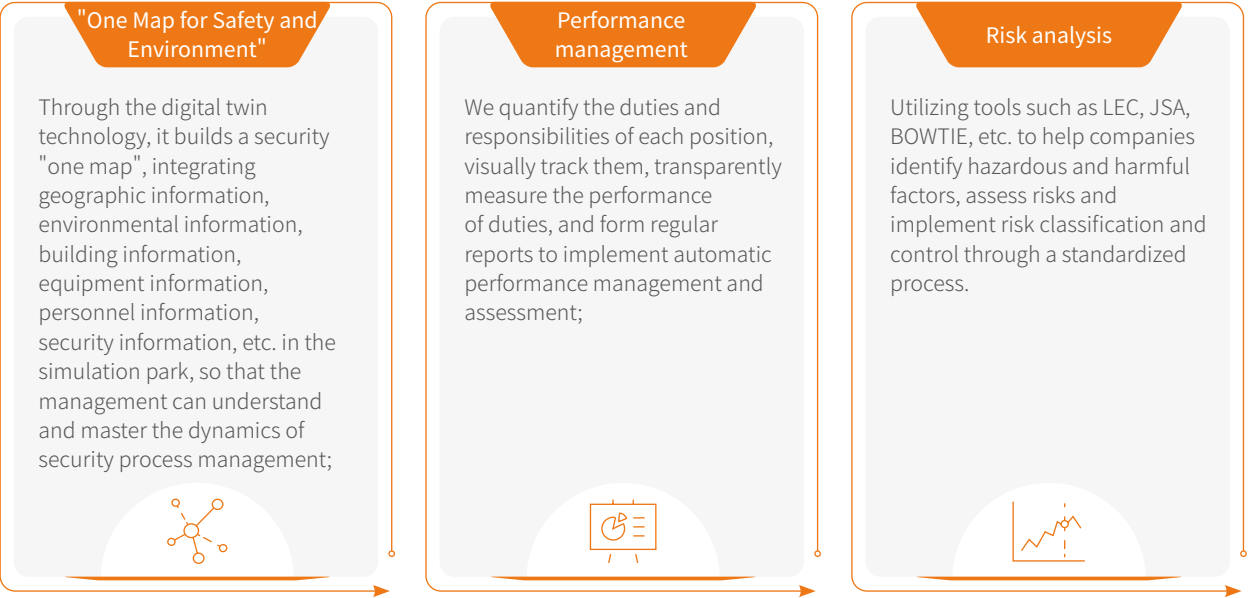 "One Map for Safety and
Environment"
Through the digital twin
technology, it builds a security
"one map", integrating
geographic information,
environmental information,
building information,
equipment information,
personnel information,
security information, etc. in the
simulation park, so that the
management can understand
and master the dynamics of
security process management;
Performance
management
We quantify the duties and
responsibilities of each position,
visually track them, transparently
measure the performance
of duties, and form regular
reports to implement automatic
performance management and
assessment;
Risk analysis
Utilizing tools such as LEC, JSA,
BOWTIE, etc. to help companies
identify hazardous and harmful
factors, assess risks and
implement risk classification and
control through a standardized
process.